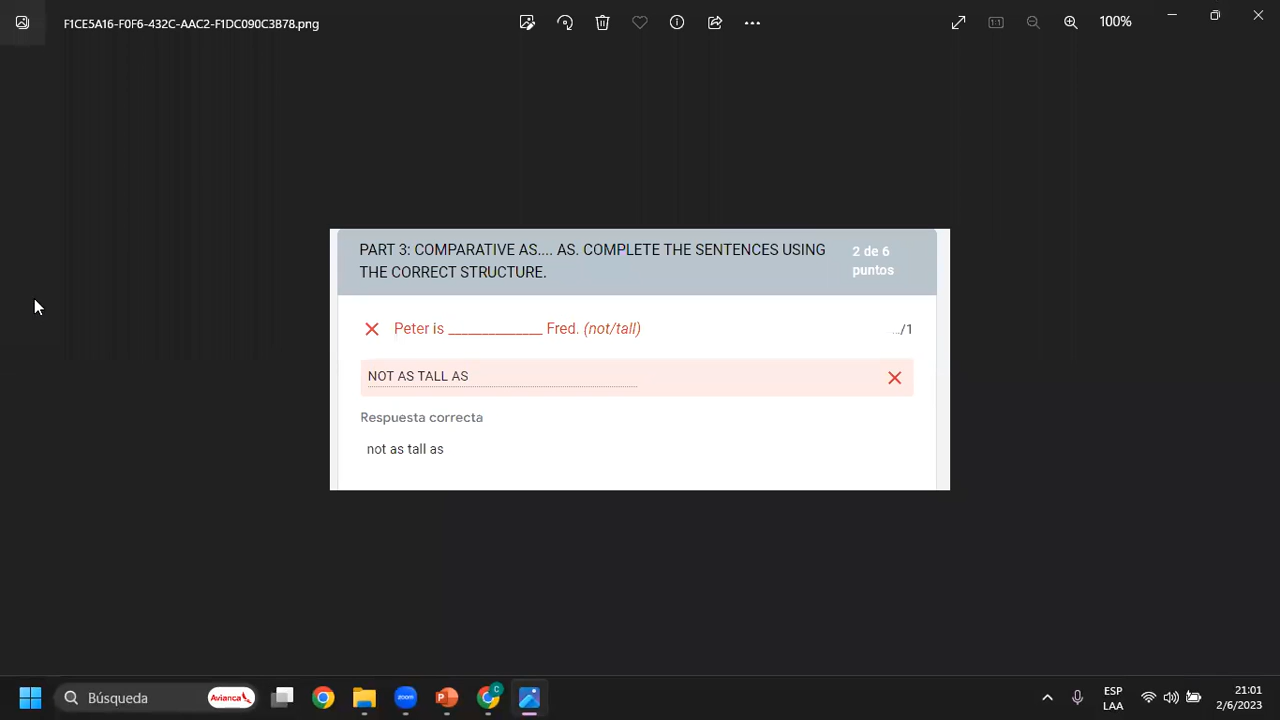 F1CE5A16-F0F6-432C-AAC2-F1DC090C3B78.png
100%
PART 3: COMPARATIVE AS.... AS. COMPLETE THE SENTENCES USING
THE CORRECT STRUCTURE.
2 de 6
puntos
Peter is ______________ Fred. (not/tall)
.../1
NOT AS TALL AS
Respuesta correcta
not as tall as
Búsqueda
Avianca
zoom
P
C
ESP
LAA
21:01
2/6/2023